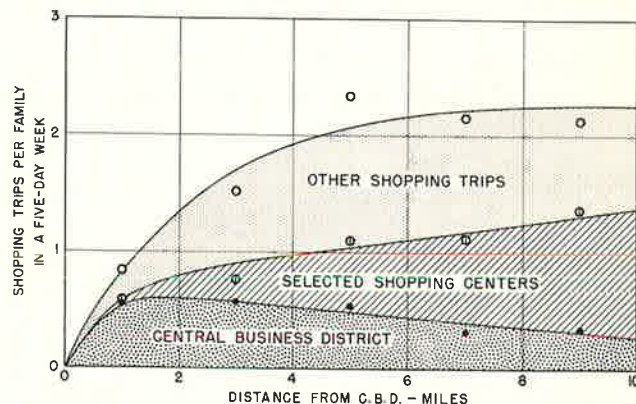 3
2
1
0
SHOPPING TRIPS PER FAMILY
IN A FIVE-DAY WEEK
OTHER SHOPPING TRIPS
SELECTED SHOPPING CENTERS
CENTRAL BUSINESS DISTRICT
0 2 4 6 8 10
DISTANCE FROM C.B.D. – MILES